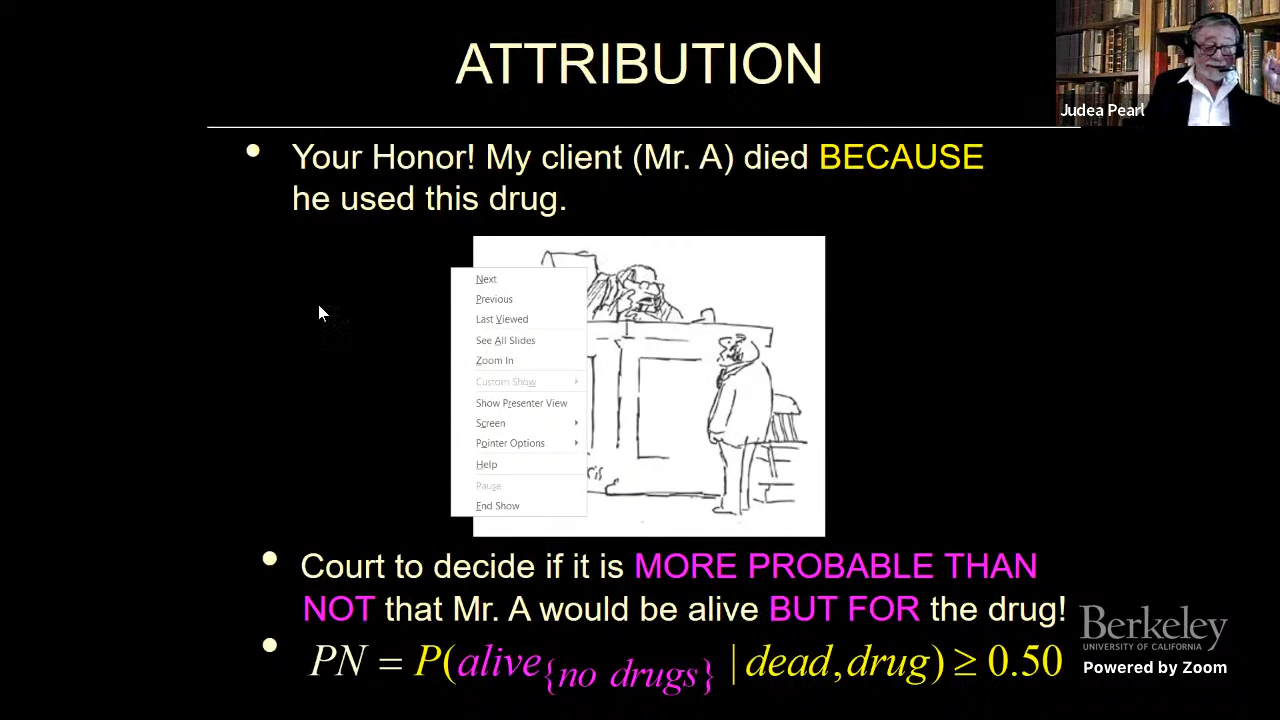 ATTRIBUTION
Judea Pearl
• Your Honor! My client (Mr. A) died BECAUSE
he used this drug.
Next
Previous
Last Viewed
See All Slides
Zoom In
Custom Show
Show Presenter View
Screen
Pointer Options
Help
Pause
End Show
• Court to decide if it is MORE PROBABLE THAN
NOT that Mr. A would be alive BUT FOR the drug!
• PN = P(alive{no drugs} | dead, drug) ≥ 0.50
Berkeley
UNIVERSITY OF CALIFORNIA
Powered by Zoom